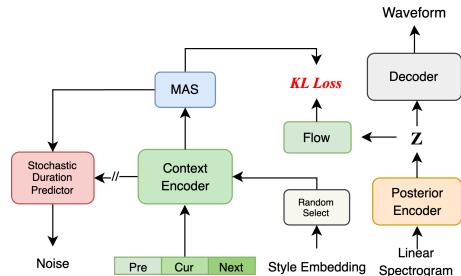 Waveform
MAS
KL Loss
Decoder
Flow
Z
Stochastic
Duration
Predictor
//
Context
Encoder
Random
Select
Posterior
Encoder
Noise
Pre Cur Next
Style Embedding
Linear
Spectrogram